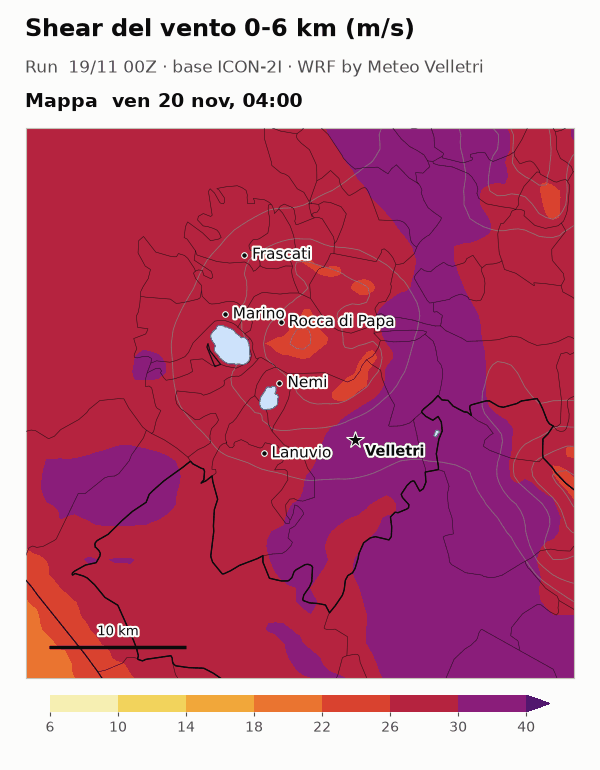 Shear del vento 0-6 km (m/s)
Run  19/11 00Z · base ICON-2I · WRF by Meteo Velletri
Mappa  ven 20 nov, 04:00
Frascati
Marino
Rocca di Papa
Nemi
Velletri
Lanuvio
10 km
6 10 14 18 22 26 30 40